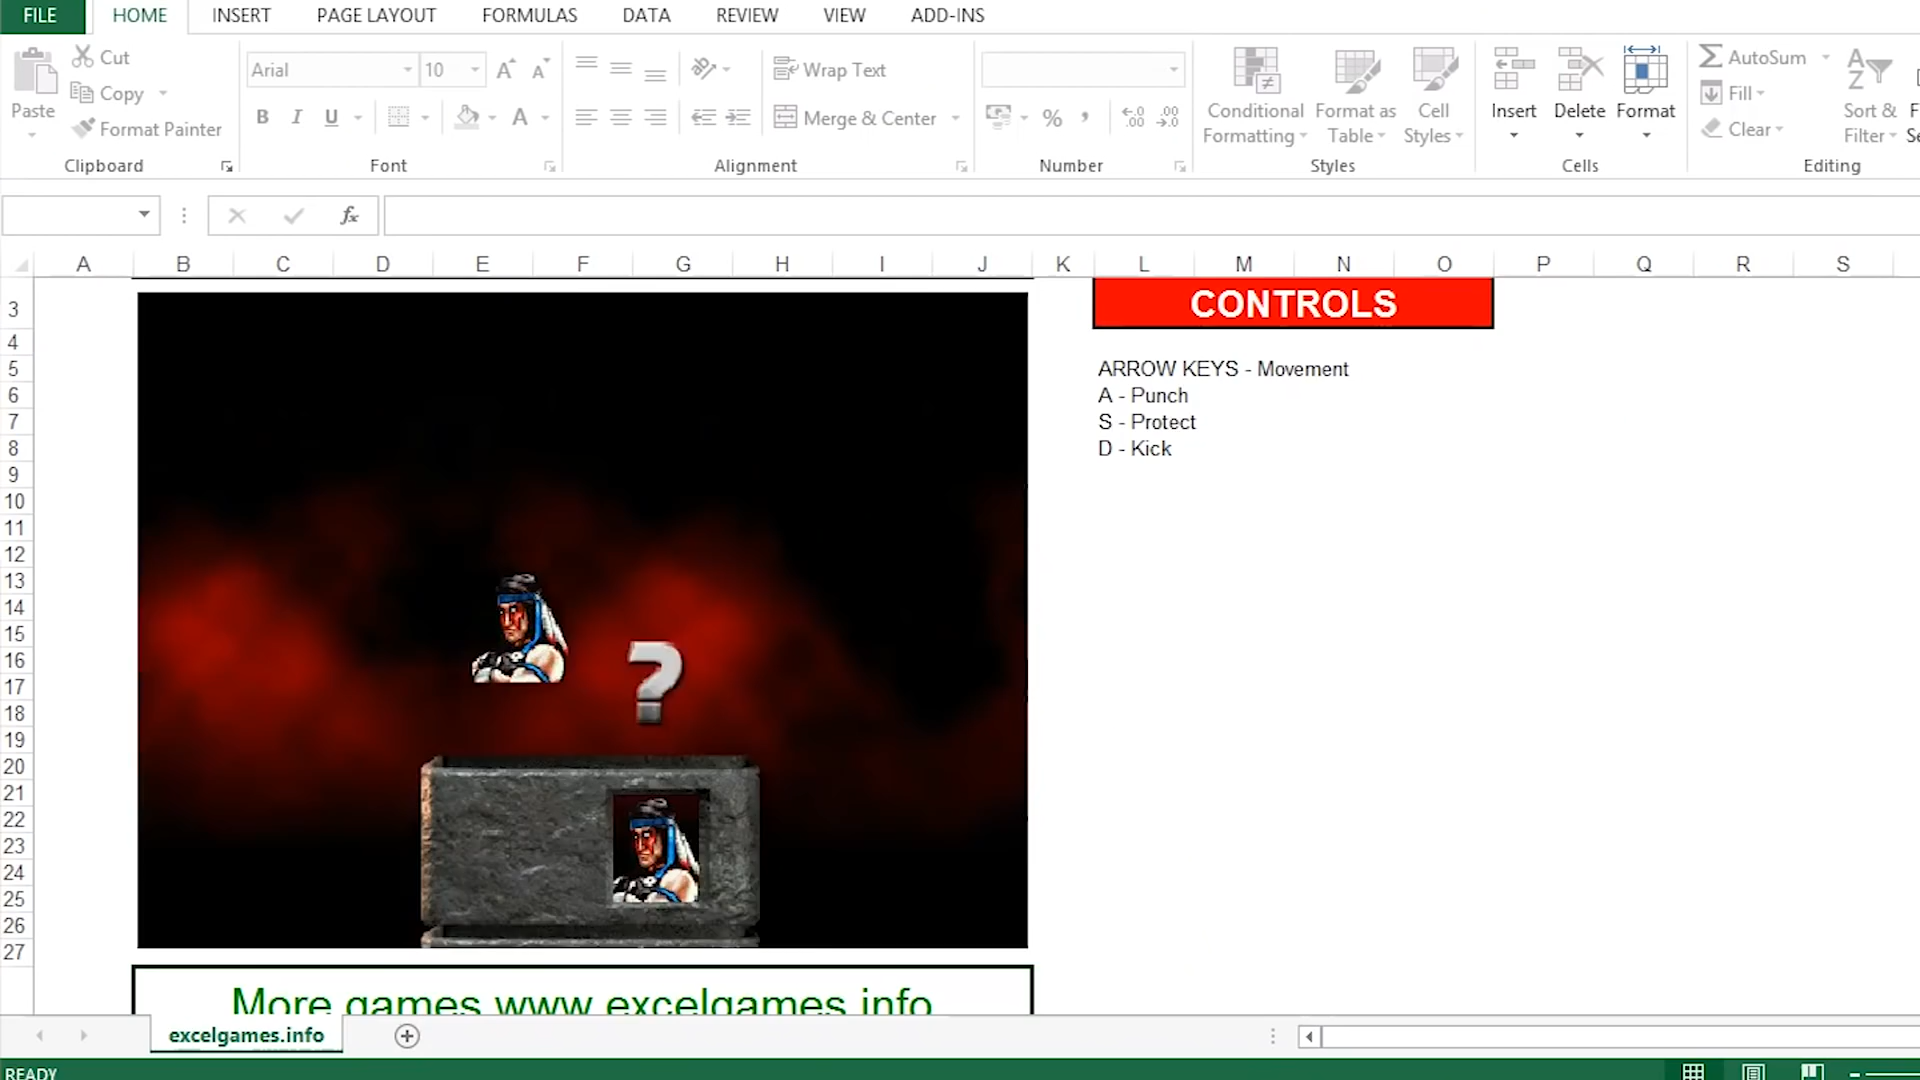 FILE HOME INSERT PAGE LAYOUT FORMULAS DATA REVIEW VIEW ADD-INS
Paste
Cut
Copy
Format Painter
Clipboard
Arial 10
B I U
Font
Wrap Text
Merge & Center
Alignment
%
Number
Conditional
Formatting
Format as
Table
Cell
Styles
Styles
Insert
Delete
Format
Cells
AutoSum
Fill
Clear
Sort &
Filter
Editing
fx
A B C D E F G H I J K L M N O P Q R S
3
4
5
6
7
8
9
10
11
12
13
14
15
16
17
18
19
20
21
22
23
24
25
26
27
?
CONTROLS
ARROW KEYS - Movement
A - Punch
S - Protect
D - Kick
More games www excelgames info
excelgames.info
READY